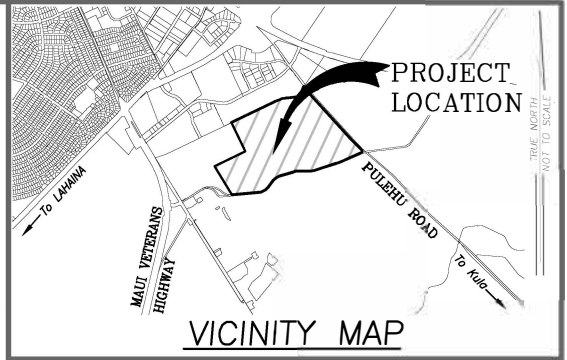 PROJECT
LOCATION
TRUE NORTH
NOT TO SCALE
To LAHAINA
PULEHU ROAD
MAUI VETERANS
HIGHWAY
To Kula
VICINITY MAP